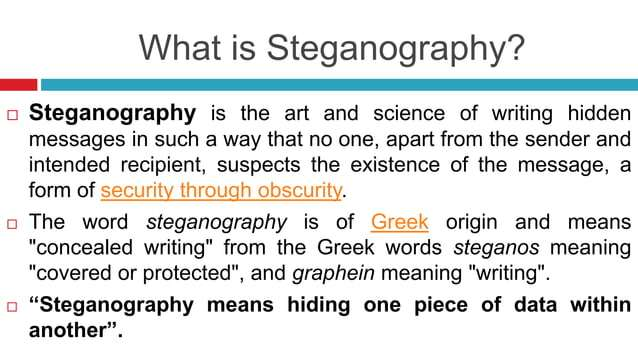 What is Steganography?
Steganography is the art and science of writing hidden
messages in such a way that no one, apart from the sender and
intended recipient, suspects the existence of the message, a
form of security through obscurity.
The word steganography is of Greek origin and means
"concealed writing" from the Greek words steganos meaning
"covered or protected", and graphein meaning "writing".
“Steganography means hiding one piece of data within
another”.